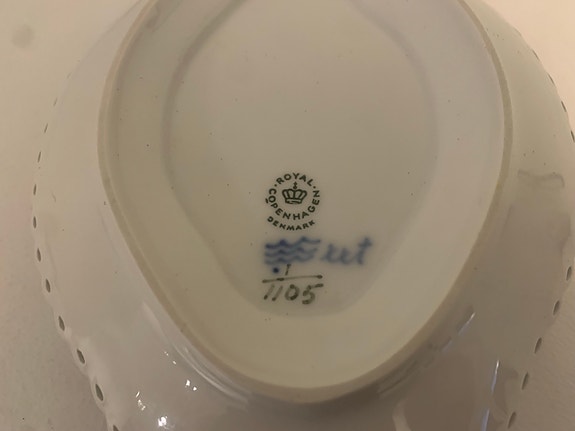 ROYAL
COPENHAGEN
DENMARK
1
1105